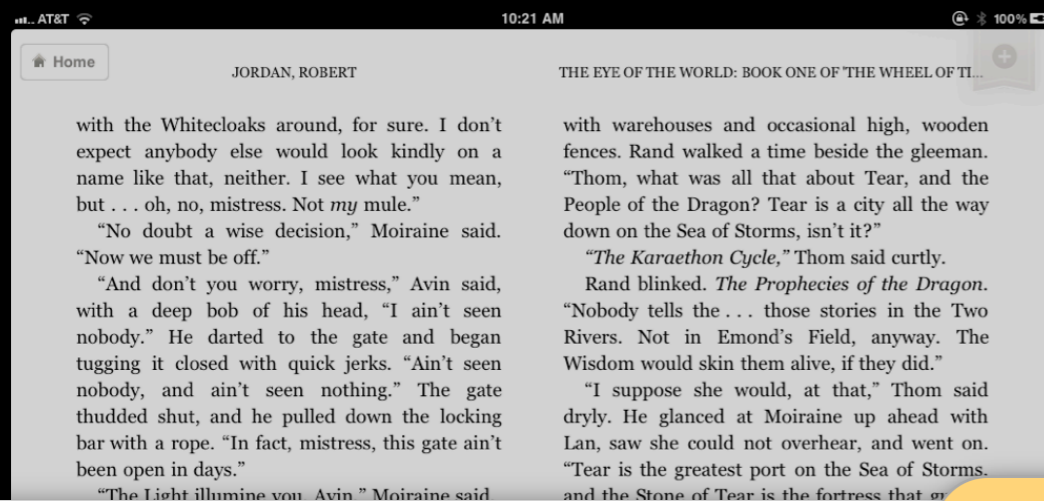 AT&T
10:21 AM
100%
Home
JORDAN, ROBERT
THE EYE OF THE WORLD: BOOK ONE OF 'THE WHEEL OF TI...
with the Whitecloaks around, for sure. I don’t
expect anybody else would look kindly on a
name like that, neither. I see what you mean,
but . . . oh, no, mistress. Not my mule.”
“No doubt a wise decision,” Moiraine said.
“Now we must be off.”
“And don’t you worry, mistress,” Avin said,
with a deep bob of his head, “I ain’t seen
nobody.” He darted to the gate and began
tugging it closed with quick jerks. “Ain’t seen
nobody, and ain’t seen nothing.” The gate
thudded shut, and he pulled down the locking
bar with a rope. “In fact, mistress, this gate ain’t
been open in days.”
“The Light illumine you, Avin,” Moiraine said.
with warehouses and occasional high, wooden
fences. Rand walked a time beside the gleeman.
“Thom, what was all that about Tear, and the
People of the Dragon? Tear is a city all the way
down on the Sea of Storms, isn’t it?”
“The Karaethon Cycle,” Thom said curtly.
Rand blinked. The Prophecies of the Dragon.
“Nobody tells the . . . those stories in the Two
Rivers. Not in Emond’s Field, anyway. The
Wisdom would skin them alive, if they did.”
“I suppose she would, at that,” Thom said
dryly. He glanced at Moiraine up ahead with
Lan, saw she could not overhear, and went on.
“Tear is the greatest port on the Sea of Storms,
and the Stone of Tear is the fortress that